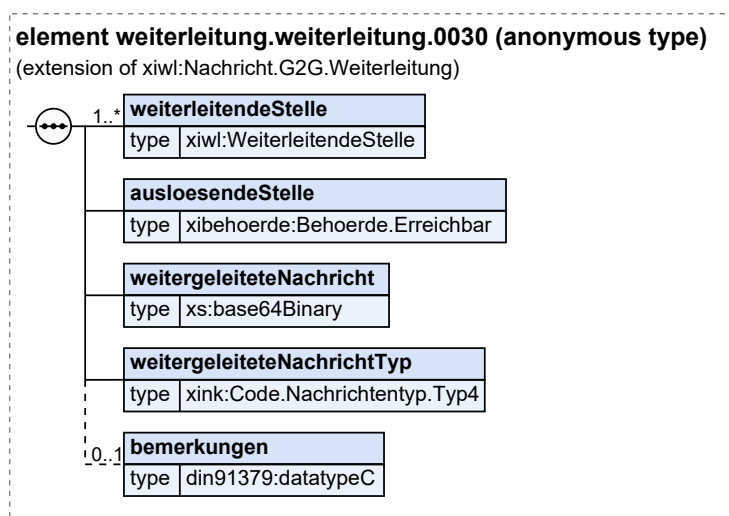 element weiterleitung.weiterleitung.0030 (anonymous type)
(extension of xiwl:Nachricht.G2G.Weiterleitung)
1..* weiterleitendeStelle
type xiwl:WeiterleitendeStelle
ausloesendeStelle
type xibehoerde:Behoerde.Erreichbar
weitergeleiteteNachricht
type xs:base64Binary
weitergeleiteteNachrichtTyp
type xink:Code.Nachrichtentyp.Typ4
0..1 bemerkungen
type din91379:datatypeC